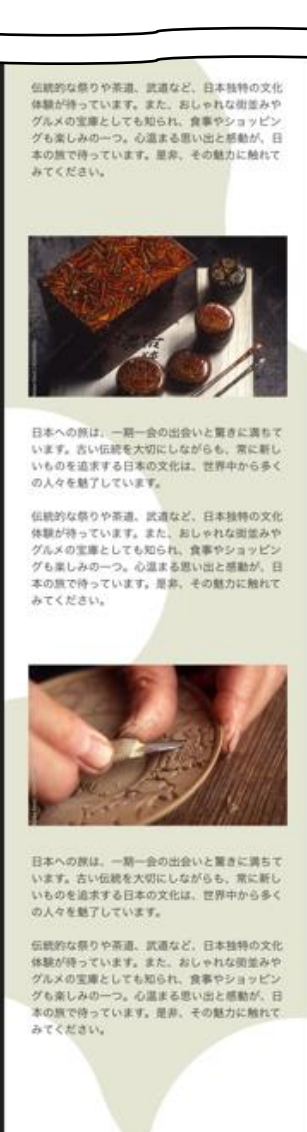 伝統的な祭りや茶道、武道など、日本独特の文化
体験が待っています。また、おしゃれな街並みや
グルメの宝庫としても知られ、食事やショッピン
グも楽しみの一つ。心温まる思い出と感動が、日
本の旅で待っています。是非、その魅力に触れて
みてください。
日本への旅は、一期一会の出会いと驚きに満ちて
います。古い伝統を大切にしながらも、常に新し
いものを追求する日本の文化は、世界中から多く
の人々を魅了しています。
伝統的な祭りや茶道、武道など、日本独特の文化
体験が待っています。また、おしゃれな街並みや
グルメの宝庫としても知られ、食事やショッピン
グも楽しみの一つ。心温まる思い出と感動が、日
本の旅で待っています。是非、その魅力に触れて
みてください。
日本への旅は、一期一会の出会いと驚きに満ちて
います。古い伝統を大切にしながらも、常に新し
いものを追求する日本の文化は、世界中から多く
の人々を魅了しています。
伝統的な祭りや茶道、武道など、日本独特の文化
体験が待っています。また、おしゃれな街並みや
グルメの宝庫としても知られ、食事やショッピン
グも楽しみの一つ。心温まる思い出と感動が、日
本の旅で待っています。是非、その魅力に触れて
みてください。